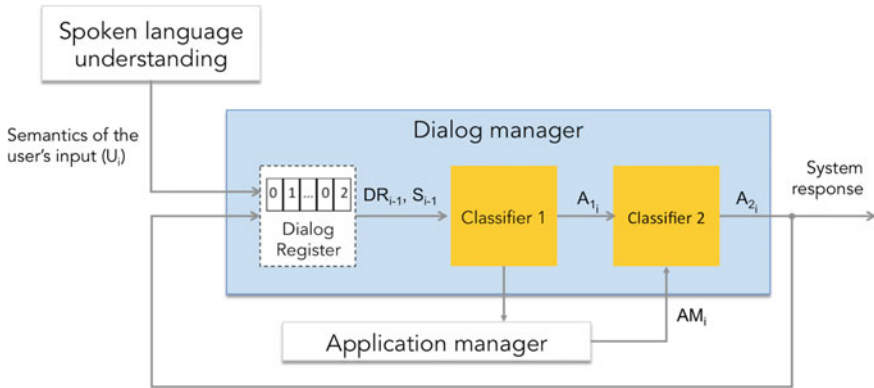 Spoken language
understanding
Semantics of the
user's input (Uᵢ)
Dialog manager
0 1 ... 0 2
Dialog
Register
DRᵢ₋₁, Sᵢ₋₁
Classifier 1
A₁ᵢ
Classifier 2
A₂ᵢ
System
response
Application manager
AMᵢ